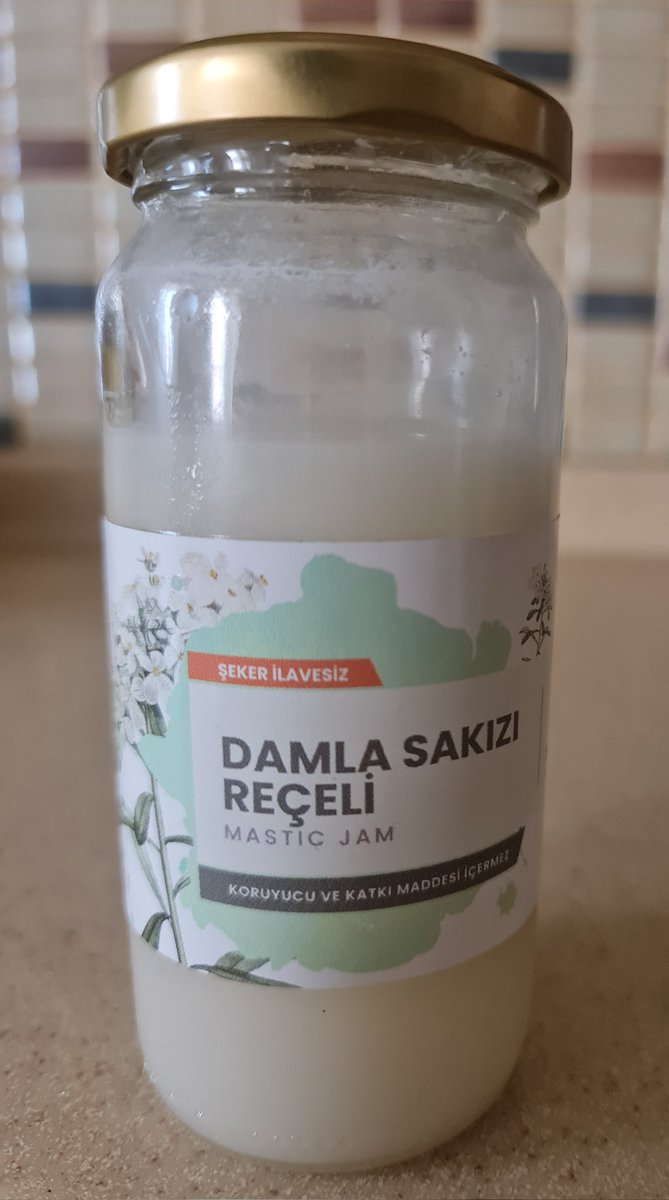 ŞEKER İLAVESİZ
DAMLA SAKIZI
REÇELİ
MASTIC JAM
KORUYUCU VE KATKI MADDESİ İÇERMEZ